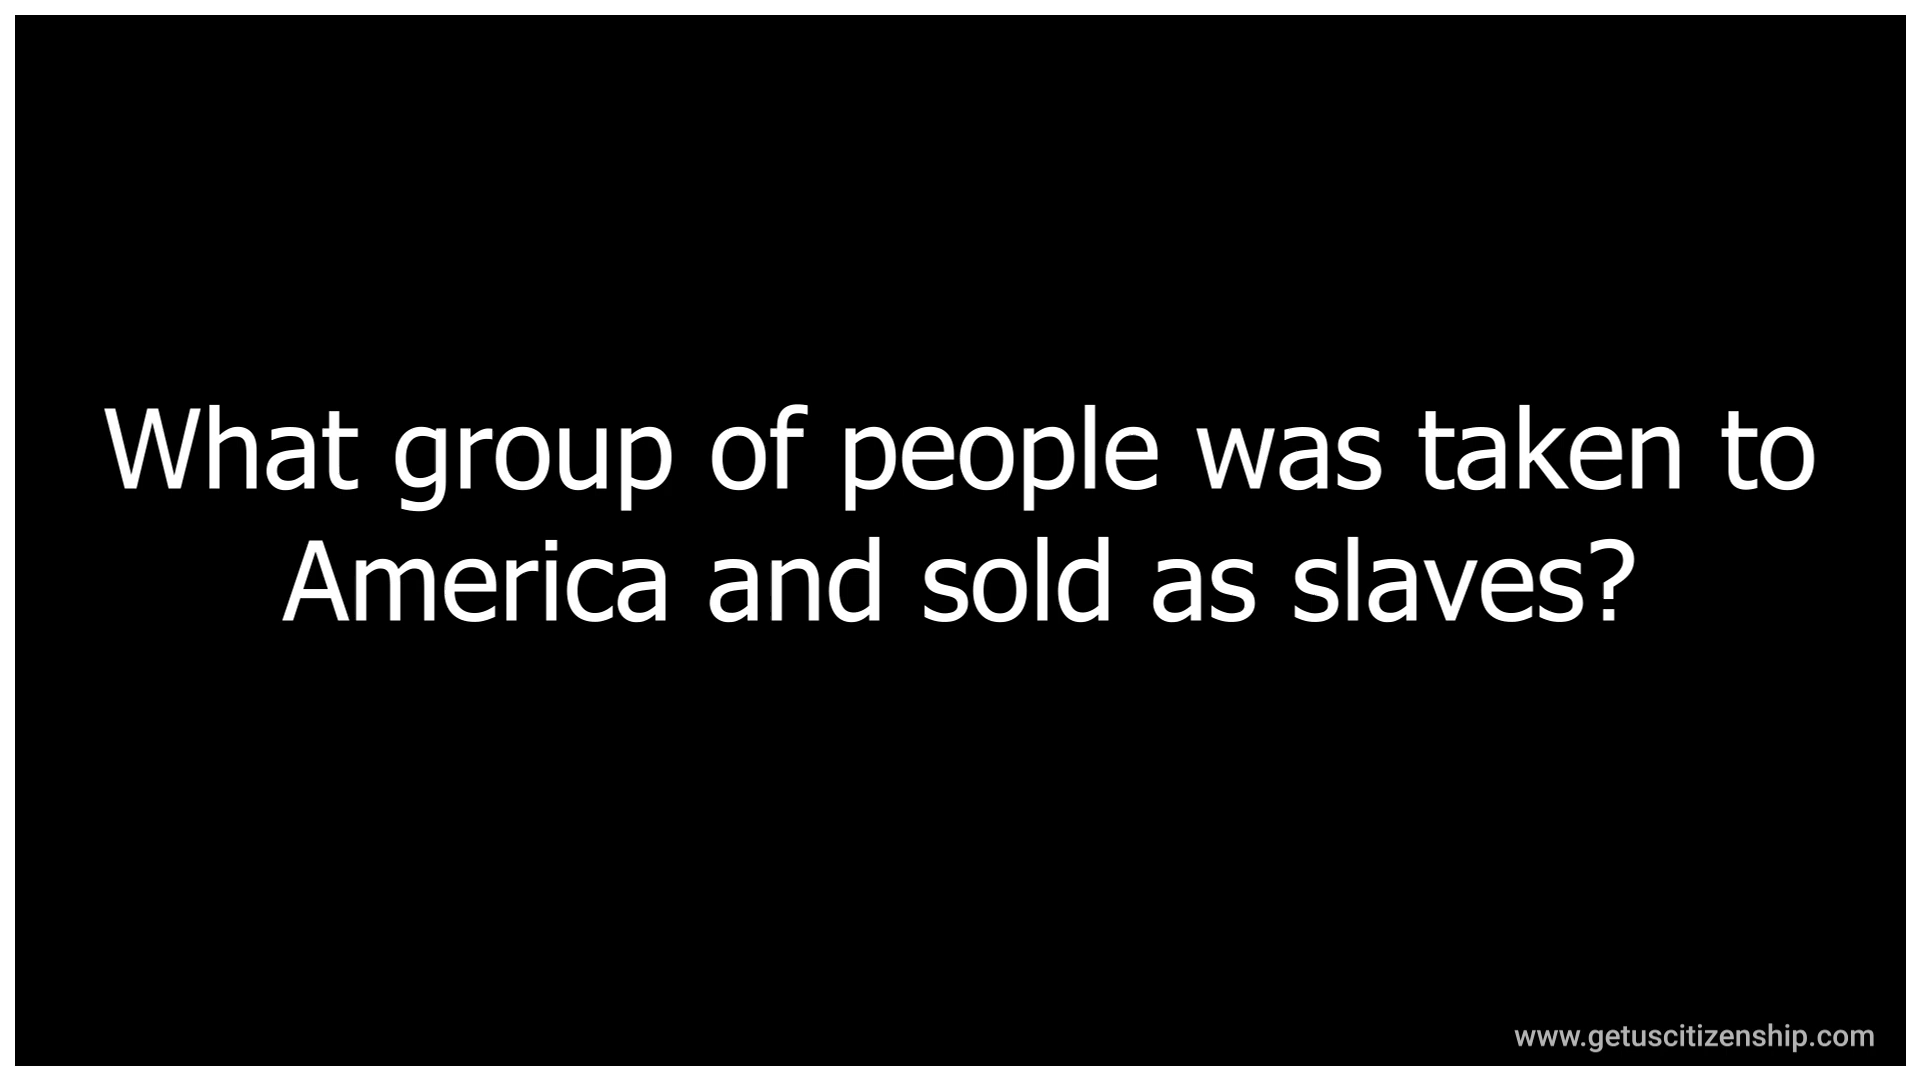 What group of people was taken to
America and sold as slaves?
www.getuscitizenship.com